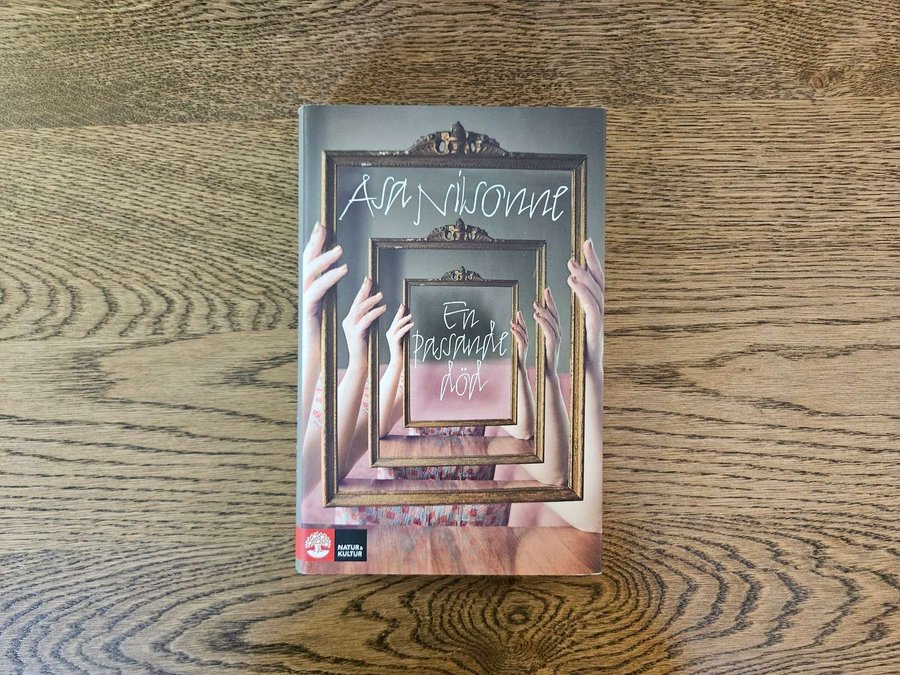 Åsa Nilsonne
En
passande
död
NATUR &
KULTUR